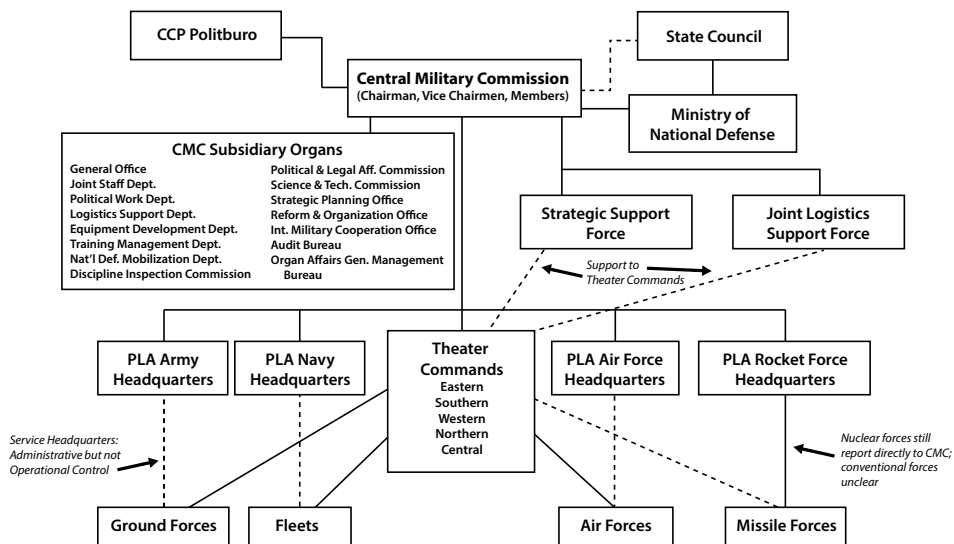 CCP Politburo
State Council
Central Military Commission
(Chairman, Vice Chairmen, Members)
Ministry of
National Defense
CMC Subsidiary Organs
General Office
Joint Staff Dept.
Political Work Dept.
Logistics Support Dept.
Equipment Development Dept.
Training Management Dept.
Nat'l Def. Mobilization Dept.
Discipline Inspection Commission
Political & Legal Aff. Commission
Science & Tech. Commission
Strategic Planning Office
Reform & Organization Office
Int. Military Cooperation Office
Audit Bureau
Organ Affairs Gen. Management
Bureau
Strategic Support
Force
Joint Logistics
Support Force
Support to
Theater Commands
PLA Army
Headquarters
PLA Navy
Headquarters
Theater
Commands
Eastern
Southern
Western
Northern
Central
PLA Air Force
Headquarters
PLA Rocket Force
Headquarters
Service Headquarters:
Administrative but not
Operational Control
Nuclear forces still
report directly to CMC;
conventional forces
unclear
Ground Forces
Fleets
Air Forces
Missile Forces